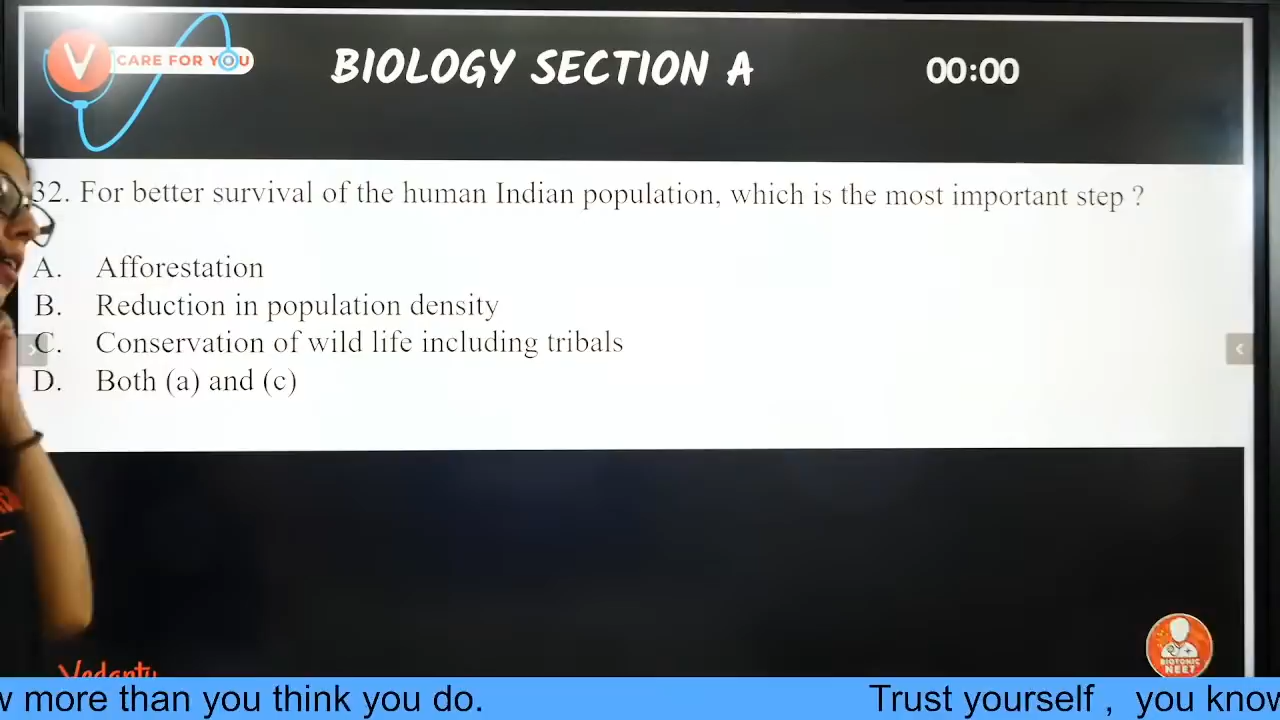 V CARE FOR YOU
BIOLOGY SECTION A
00:00
32. For better survival of the human Indian population, which is the most important step ?
A. Afforestation
B. Reduction in population density
C. Conservation of wild life including tribals
D. Both (a) and (c)
BIOTONIC
NEET
more than you think you do. Trust yourself , you